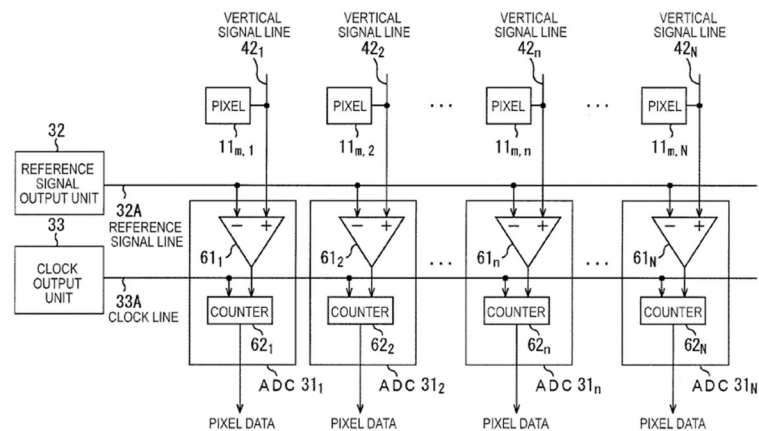 VERTICAL SIGNAL LINE 42₁
VERTICAL SIGNAL LINE 42₂
VERTICAL SIGNAL LINE 42ₙ
VERTICAL SIGNAL LINE 42N
PIXEL
PIXEL
...
PIXEL
...
PIXEL
11m,1
11m,2
11m,n
11m,N
32
REFERENCE
SIGNAL
OUTPUT UNIT
32A
REFERENCE
SIGNAL LINE
33
CLOCK
OUTPUT
UNIT
33A
CLOCK LINE
− +
− +
− +
− +
61₁
61₂
...
61ₙ
...
61N
COUNTER
COUNTER
COUNTER
COUNTER
62₁
62₂
62ₙ
62N
ADC 31₁
ADC 31₂
ADC 31ₙ
ADC 31N
PIXEL DATA
PIXEL DATA
PIXEL DATA
PIXEL DATA